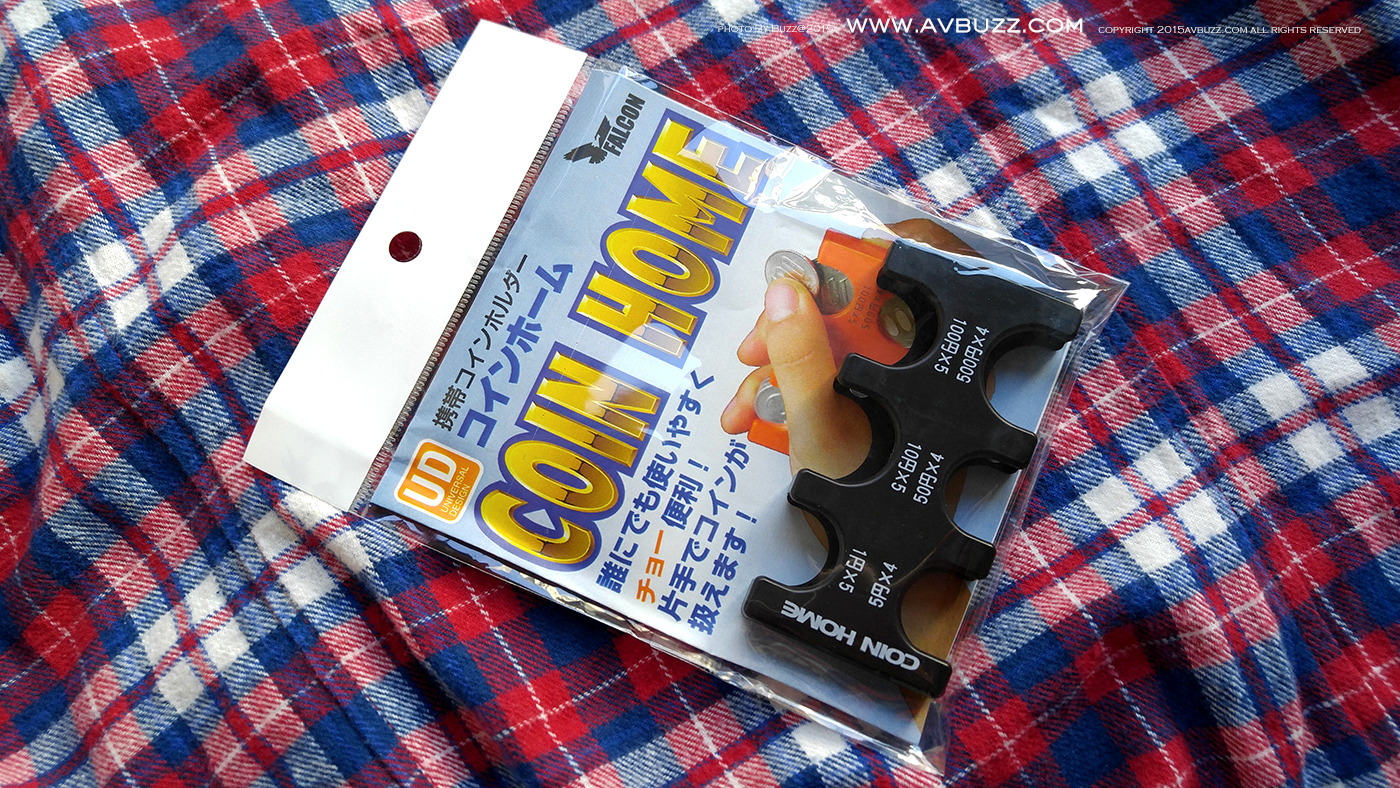 PHOTO BY BUZZ@2015 WWW.AVBUZZ.COM COPYRIGHT 2015AVBUZZ.COM ALL RIGHTS RESERVED
FALCON
携帯コインホルダー
コインホーム
COIN HOME
UD
UNIVERSAL
DESIGN
誰にでも使いやすく
チョー便利!
片手でコインが
扱えます!
100円×5
500円×4
10円×5
50円×4
1円×5
5円×4
COIN HOME